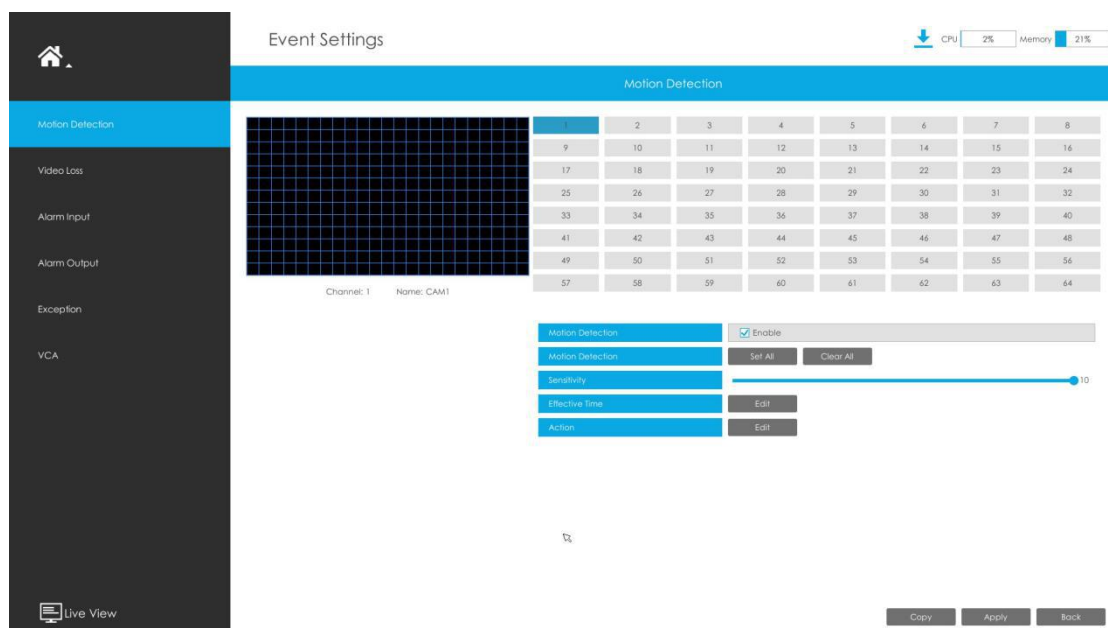 Event Settings
CPU 2% Memory 21%
Motion Detection
Motion Detection
Video Loss
Alarm Input
Alarm Output
Exception
VCA
Live View
1 2 3 4 5 6 7 8
9 10 11 12 13 14 15 16
17 18 19 20 21 22 23 24
25 26 27 28 29 30 31 32
33 34 35 36 37 38 39 40
41 42 43 44 45 46 47 48
49 50 51 52 53 54 55 56
57 58 59 60 61 62 63 64
Channel: 1 Name: CAM1
Motion Detection Enable
Motion Detection Set All Clear All
Sensitivity 10
Effective Time Edit
Action Edit
Copy Apply Back